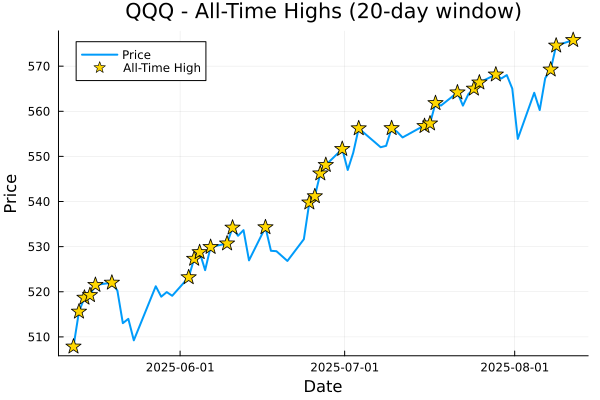 QQQ - All-Time Highs (20-day window)
Price
All-Time High
570
560
550
540
530
520
510
Price
2025-06-01
2025-07-01
2025-08-01
Date